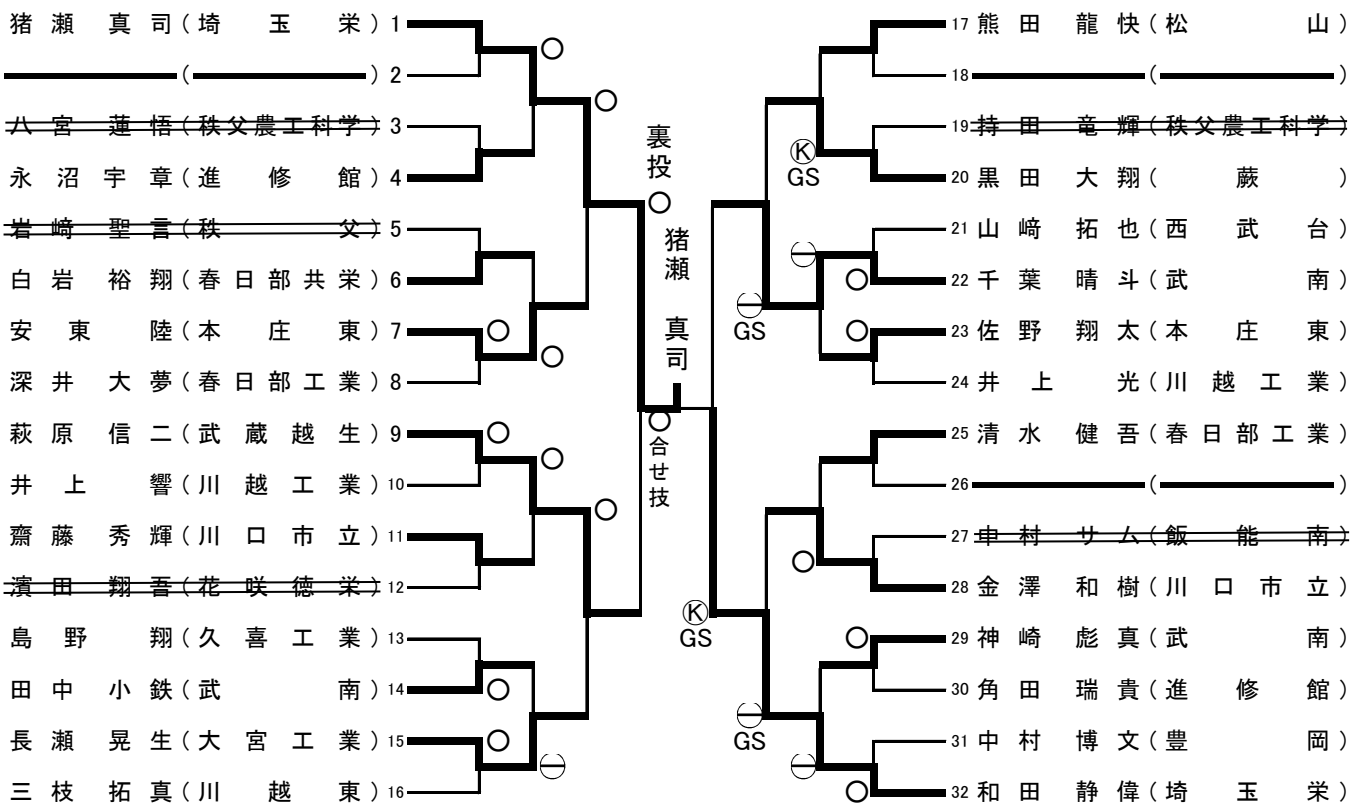 猪瀬真司(埼玉栄)1
( )2
八宮蓮悟(秩父農工科学 3
永沼宇章(進修館)4
岩﨑聖言(秩父)5
白岩裕翔(春日部共栄)6
安東陸(本庄東)7
深井大夢(春日部工業)8
萩原信二(武蔵越生)9
井上響(川越工業)10
齋藤秀輝(川口市立)11
濱田翔吾(花咲徳栄)12
島野翔(久喜工業)13
田中小鉄(武南)14
長瀬晃生(大宮工業)15
三枝拓真(川越東)16
裏投
猪瀬 真司
合せ技
Ⓚ
GS
GS
Ⓚ
GS
GS
17 熊田龍快(松山)
18 ( )
19 持田竜輝(秩父農工科学)
20 黒田大翔(蕨)
21 山﨑拓也(西武台)
22 千葉晴斗(武南)
23 佐野翔太(本庄東)
24 井上光(川越工業)
25 清水健吾(春日部工業)
26 ( )
27 中村サム(飯能南)
28 金澤和樹(川口市立)
29 神崎彪真(武南)
30 角田瑞貴(進修館)
31 中村博文(豊岡)
32 和田静偉(埼玉栄)